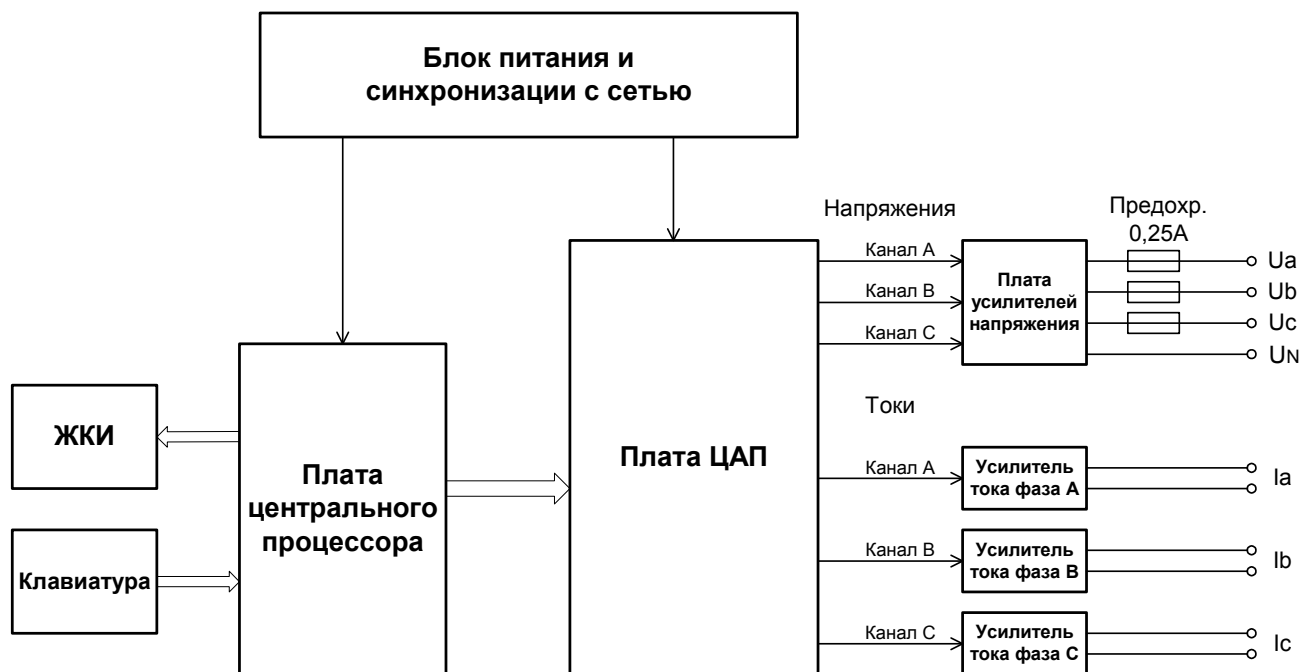 Блок питания и
синхронизации с сетью
Напряжения
Предохр.
0,25А
Канал А
Канал В
Канал С
Плата
усилителей
напряжения
Ua
Ub
Uc
UN
ЖКИ
Клавиатура
Плата
центрального
процессора
Плата ЦАП
Токи
Канал А
Усилитель
тока фаза А
Ia
Канал В
Усилитель
тока фаза В
Ib
Канал С
Усилитель
тока фаза С
Ic